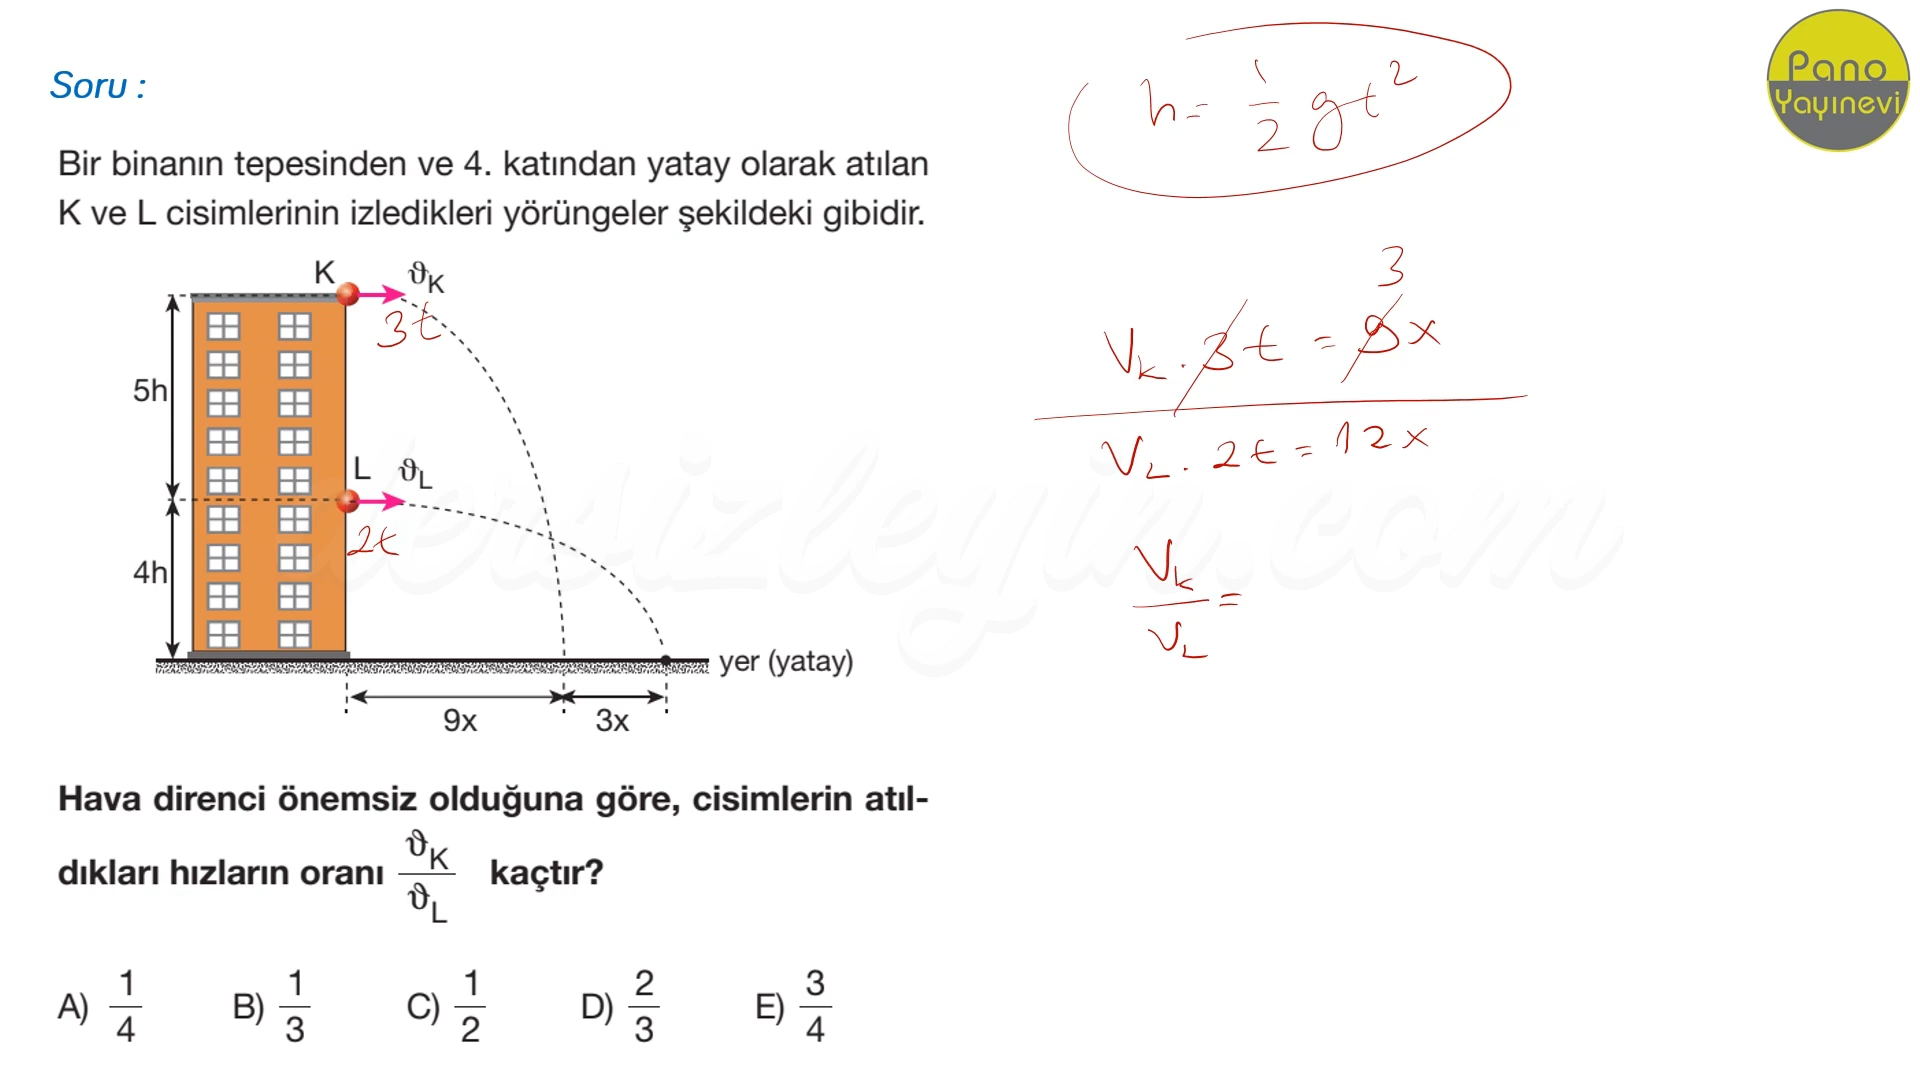 Soru :
Bir binanın tepesinden ve 4. katından yatay olarak atılan
K ve L cisimlerinin izledikleri yörüngeler şekildeki gibidir.
K ϑK
3t
5h
L ϑL
2t
4h
yer (yatay)
9x 3x
Hava direnci önemsiz olduğuna göre, cisimlerin atıl-
dıkları hızların oranı ϑK/ϑL kaçtır?
A) 1/4 B) 1/3 C) 1/2 D) 2/3 E) 3/4
h = 1/2 gt²
3
VK . 3t = 9x
VL . 2t = 12x
VK/VL =
Pano
Yayınevi
dersizleyin.com